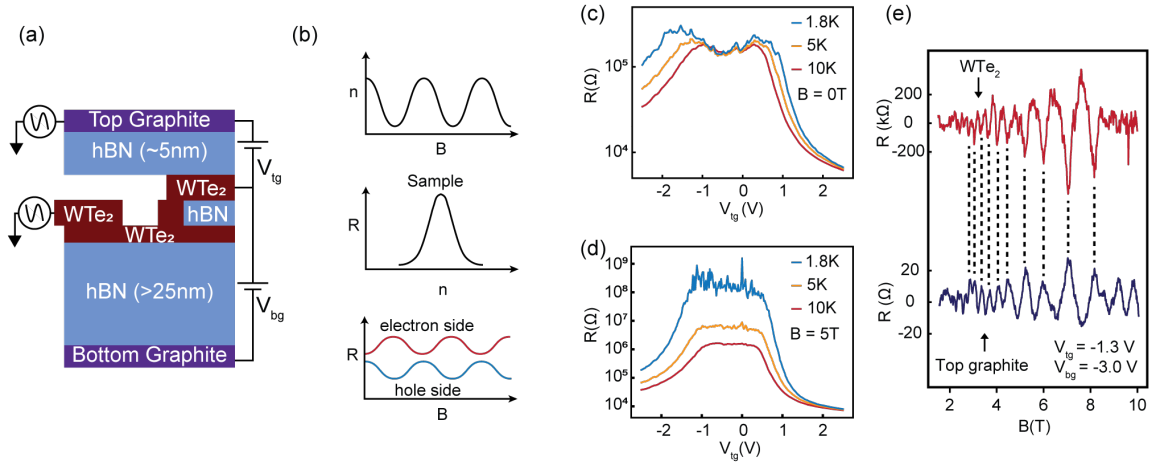 (a)
Top Graphite
hBN (~5nm)
V_tg
WTe₂
WTe₂
hBN
WTe₂
hBN (>25nm)
V_bg
Bottom Graphite
(b)
n
B
Sample
R
n
electron side
R
hole side
B
(c)
1.8K
5K
10K
B = 0T
R(Ω)
10⁵
10⁴
-2 -1 0 1 2
V_tg(V)
(d)
10⁹
10⁸
10⁷
10⁶
10⁵
10⁴
R(Ω)
1.8K
5K
10K
B = 5T
-2 -1 0 1 2
V_tg(V)
(e)
WTe₂
200
0
-200
R (kΩ)
20
0
-20
R (Ω)
Top graphite
V_tg = -1.3 V
V_bg = -3.0 V
2 4 6 8 10
B(T)